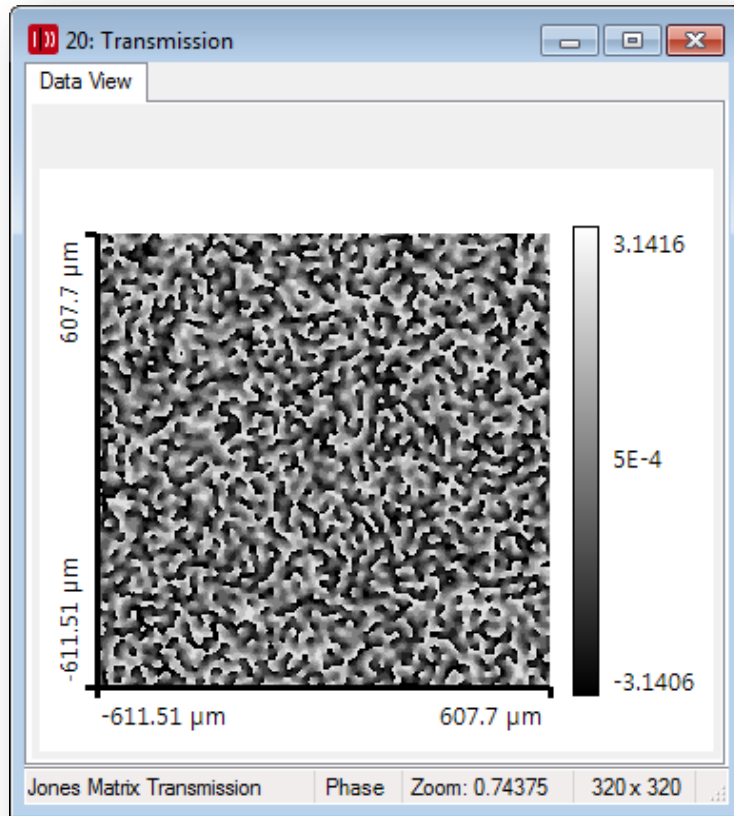 20: Transmission
Data View
607.7 µm
-611.51 µm
-611.51 µm
607.7 µm
3.1416
5E-4
-3.1406
Jones Matrix Transmission
Phase
Zoom: 0.74375
320 x 320